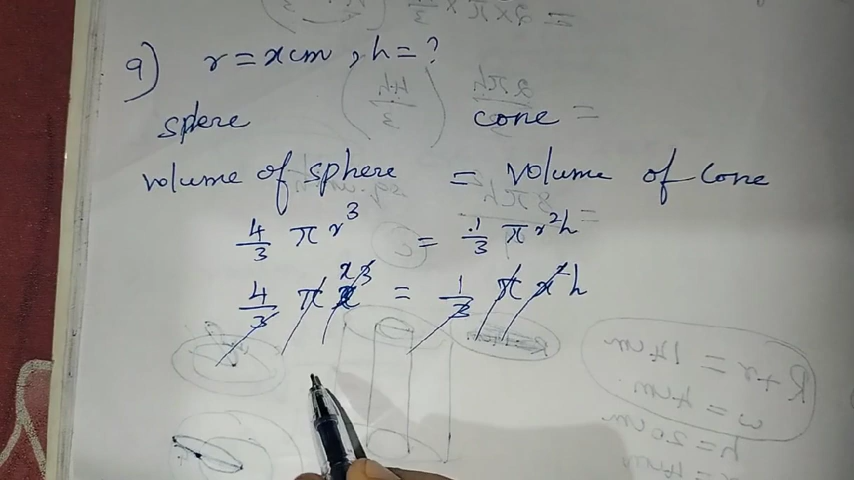 9) r = x cm , h = ?
sphere cone =
volume of sphere = volume of cone
4/3 π r³ = 1/3 π r² h
4/3 π x³ = 1/3 π x² h